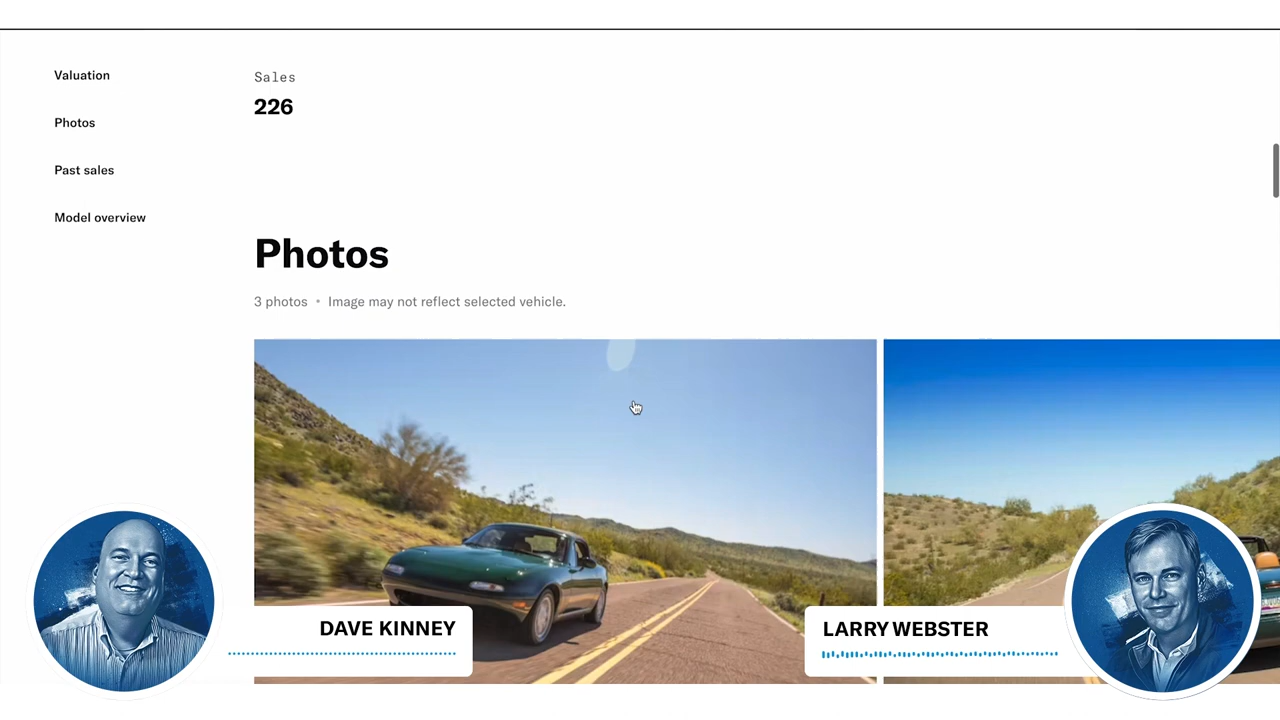 Valuation
Photos
Past sales
Model overview
Sales
226
Photos
3 photos • Image may not reflect selected vehicle.
DAVE KINNEY
LARRY WEBSTER